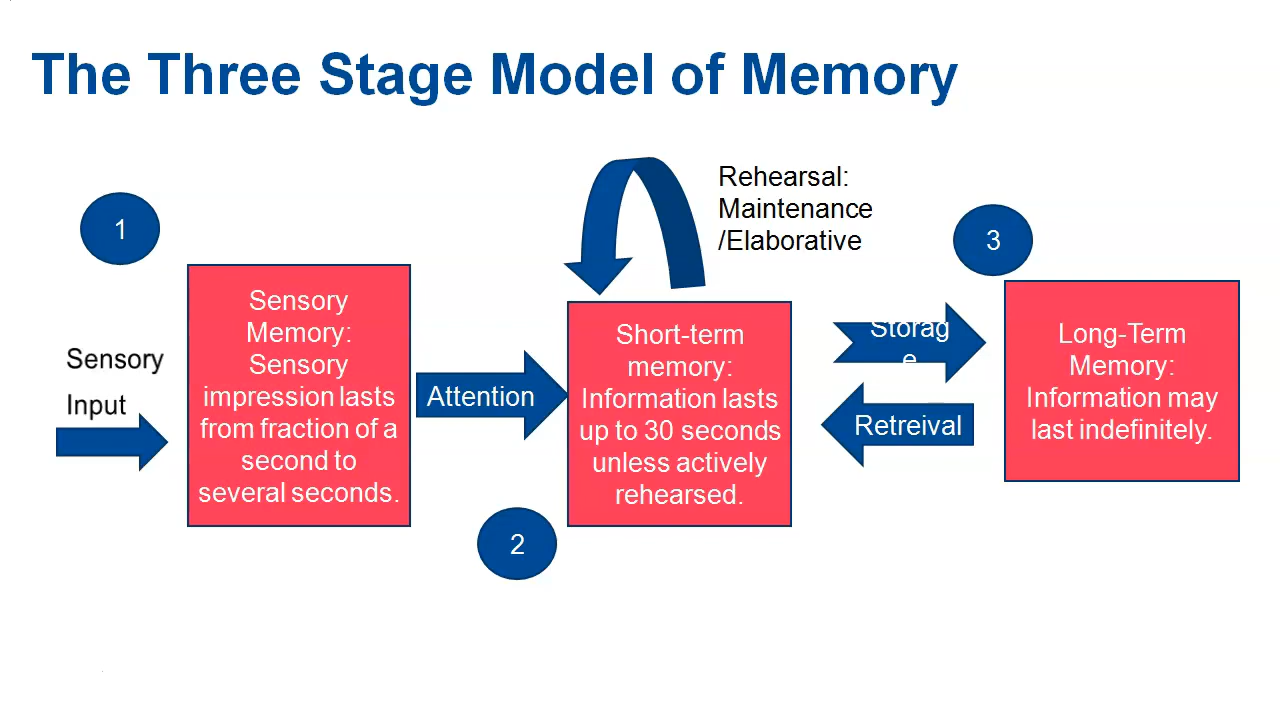 The Three Stage Model of Memory
1
Sensory
Input
Sensory
Memory:
Sensory
impression lasts
from fraction of a
second to
several seconds.
Attention
2
Rehearsal:
Maintenance
/Elaborative
Short-term
memory:
Information lasts
up to 30 seconds
unless actively
rehearsed.
Storag
e
Retreival
3
Long-Term
Memory:
Information may
last indefinitely.